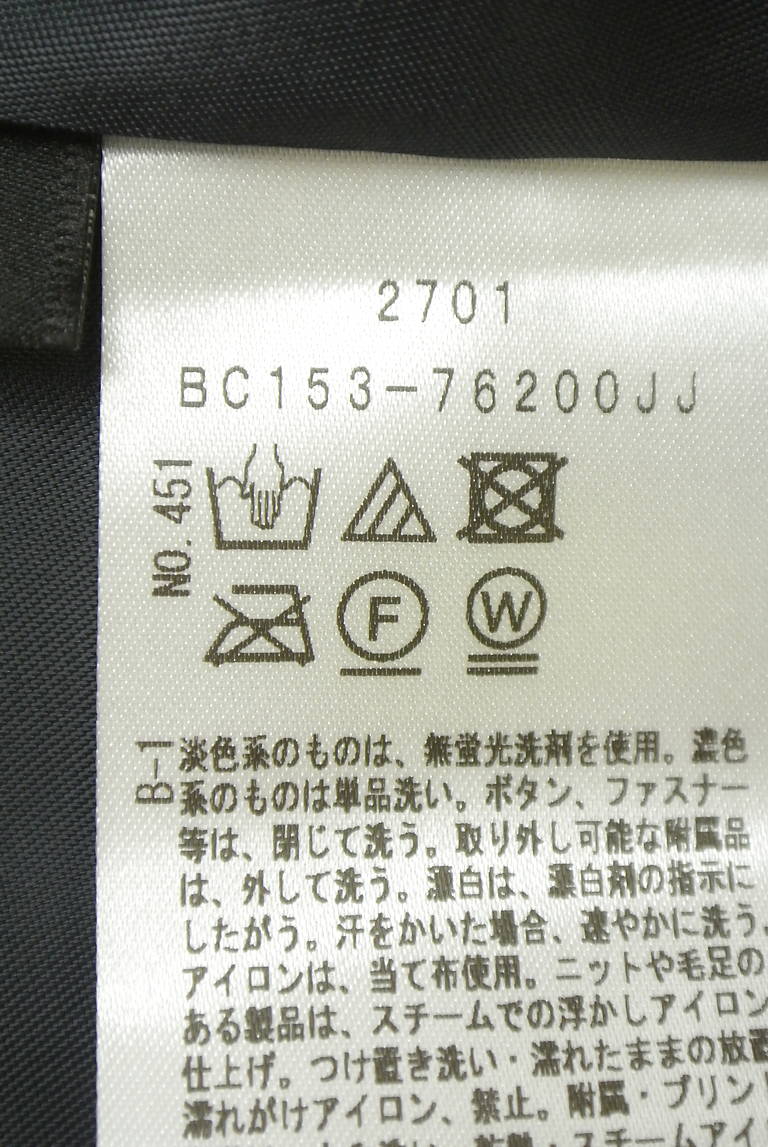 2701
BC153-76200JJ
NO. 451
F
W
B-1
淡色系のものは、無蛍光洗剤を使用。濃色
系のものは単品洗い。ボタン、ファスナー
等は、閉じて洗う。取り外し可能な附属品
は、外して洗う。漂白は、漂白剤の指示に
したがう。汗をかいた場合、速やかに洗う。
アイロンは、当て布使用。ニットや毛足の
ある製品は、スチームでの浮かしアイロン
仕上げ。つけ置き洗い・濡れたままの放置
濡れがけアイロン、禁止。附属・プリント